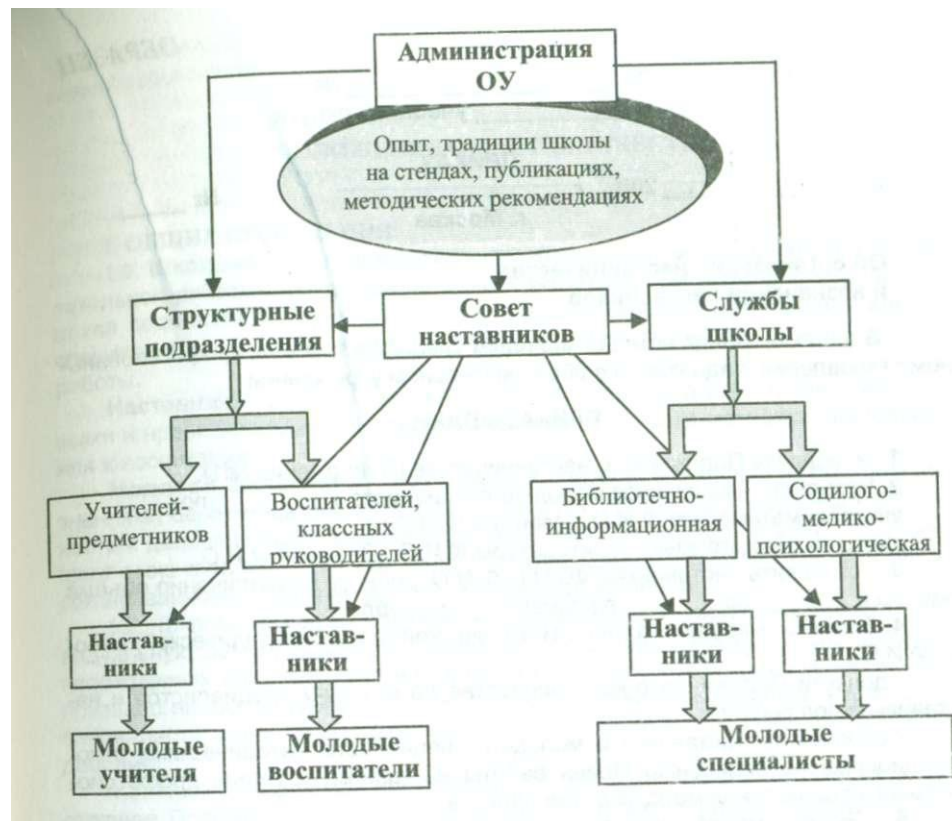 Администрация
ОУ
Опыт, традиции школы
на стендах, публикациях,
методических рекомендациях
Структурные
подразделения
Совет
наставников
Службы
школы
Учителей-
предметников
Воспитателей,
классных
руководителей
Библиотечно-
информационная
Социлого-
медико-
психологическая
Настав-
ники
Настав-
ники
Настав-
ники
Настав-
ники
Молодые
учителя
Молодые
воспитатели
Молодые
специалисты